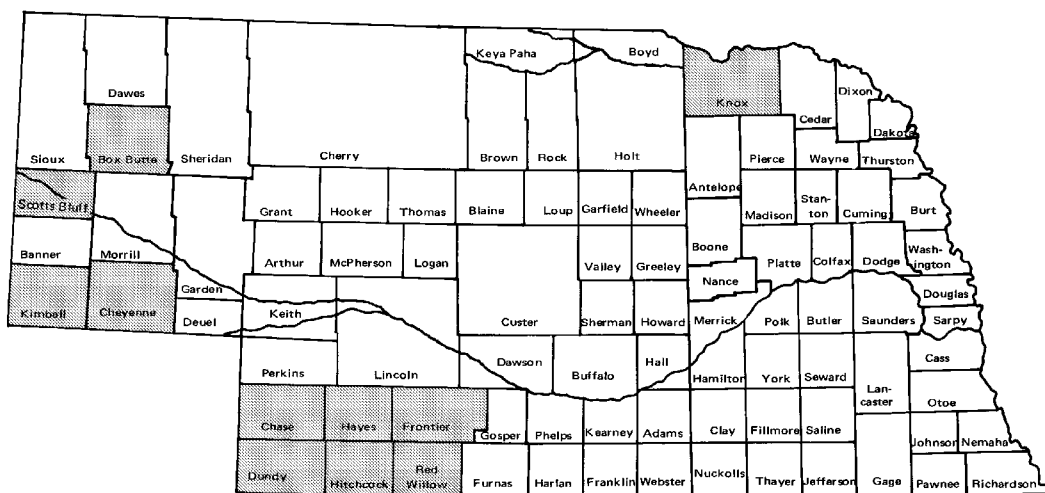 Keya Paha
Boyd
Dawes
Knox
Dixon
Cedar
Dakota
Sioux
Box Butte
Sheridan
Cherry
Brown
Rock
Holt
Pierce
Wayne
Thurston
Scotts Bluff
Grant
Hooker
Thomas
Blaine
Loup
Garfield
Wheeler
Antelope
Madison
Stan-
ton
Cuming
Burt
Banner
Morrill
Arthur
McPherson
Logan
Valley
Greeley
Boone
Platte
Colfax
Dodge
Wash-
ington
Nance
Garden
Kimball
Cheyenne
Deuel
Keith
Custer
Sherman
Howard
Merrick
Polk
Butler
Saunders
Douglas
Sarpy
Perkins
Lincoln
Dawson
Buffalo
Hall
Hamilton
York
Seward
Lan-
caster
Cass
Otoe
Chase
Hayes
Frontier
Gosper
Phelps
Kearney
Adams
Clay
Fillmore
Saline
Johnson
Nemaha
Dundy
Hitchcock
Red
Willow
Furnas
Harlan
Franklin
Webster
Nuckolls
Thayer
Jefferson
Gage
Pawnee
Richardson